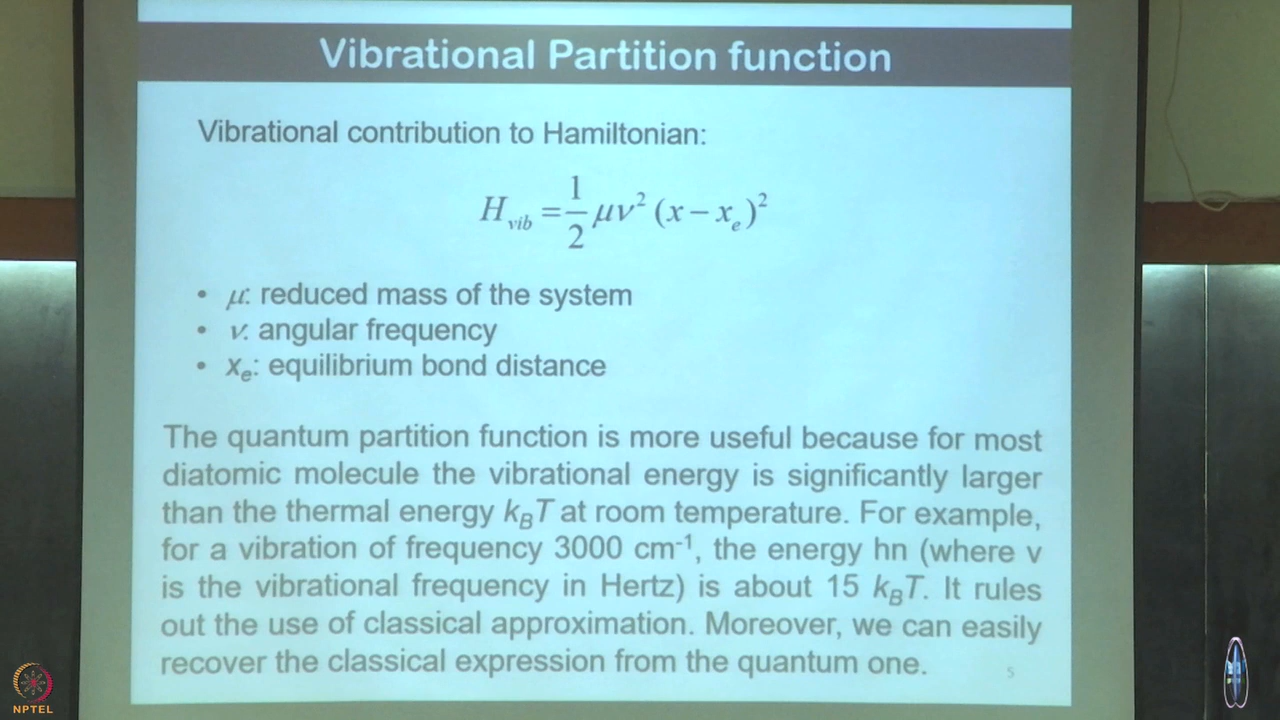 Vibrational Partition function
Vibrational contribution to Hamiltonian:
H_vib = 1/2 μν² (x − x_e)²
• μ: reduced mass of the system
• ν: angular frequency
• x_e: equilibrium bond distance
The quantum partition function is more useful because for most
diatomic molecule the vibrational energy is significantly larger
than the thermal energy k_BT at room temperature. For example,
for a vibration of frequency 3000 cm⁻¹, the energy hn (where v
is the vibrational frequency in Hertz) is about 15 k_BT. It rules
out the use of classical approximation. Moreover, we can easily
recover the classical expression from the quantum one.
5
NPTEL